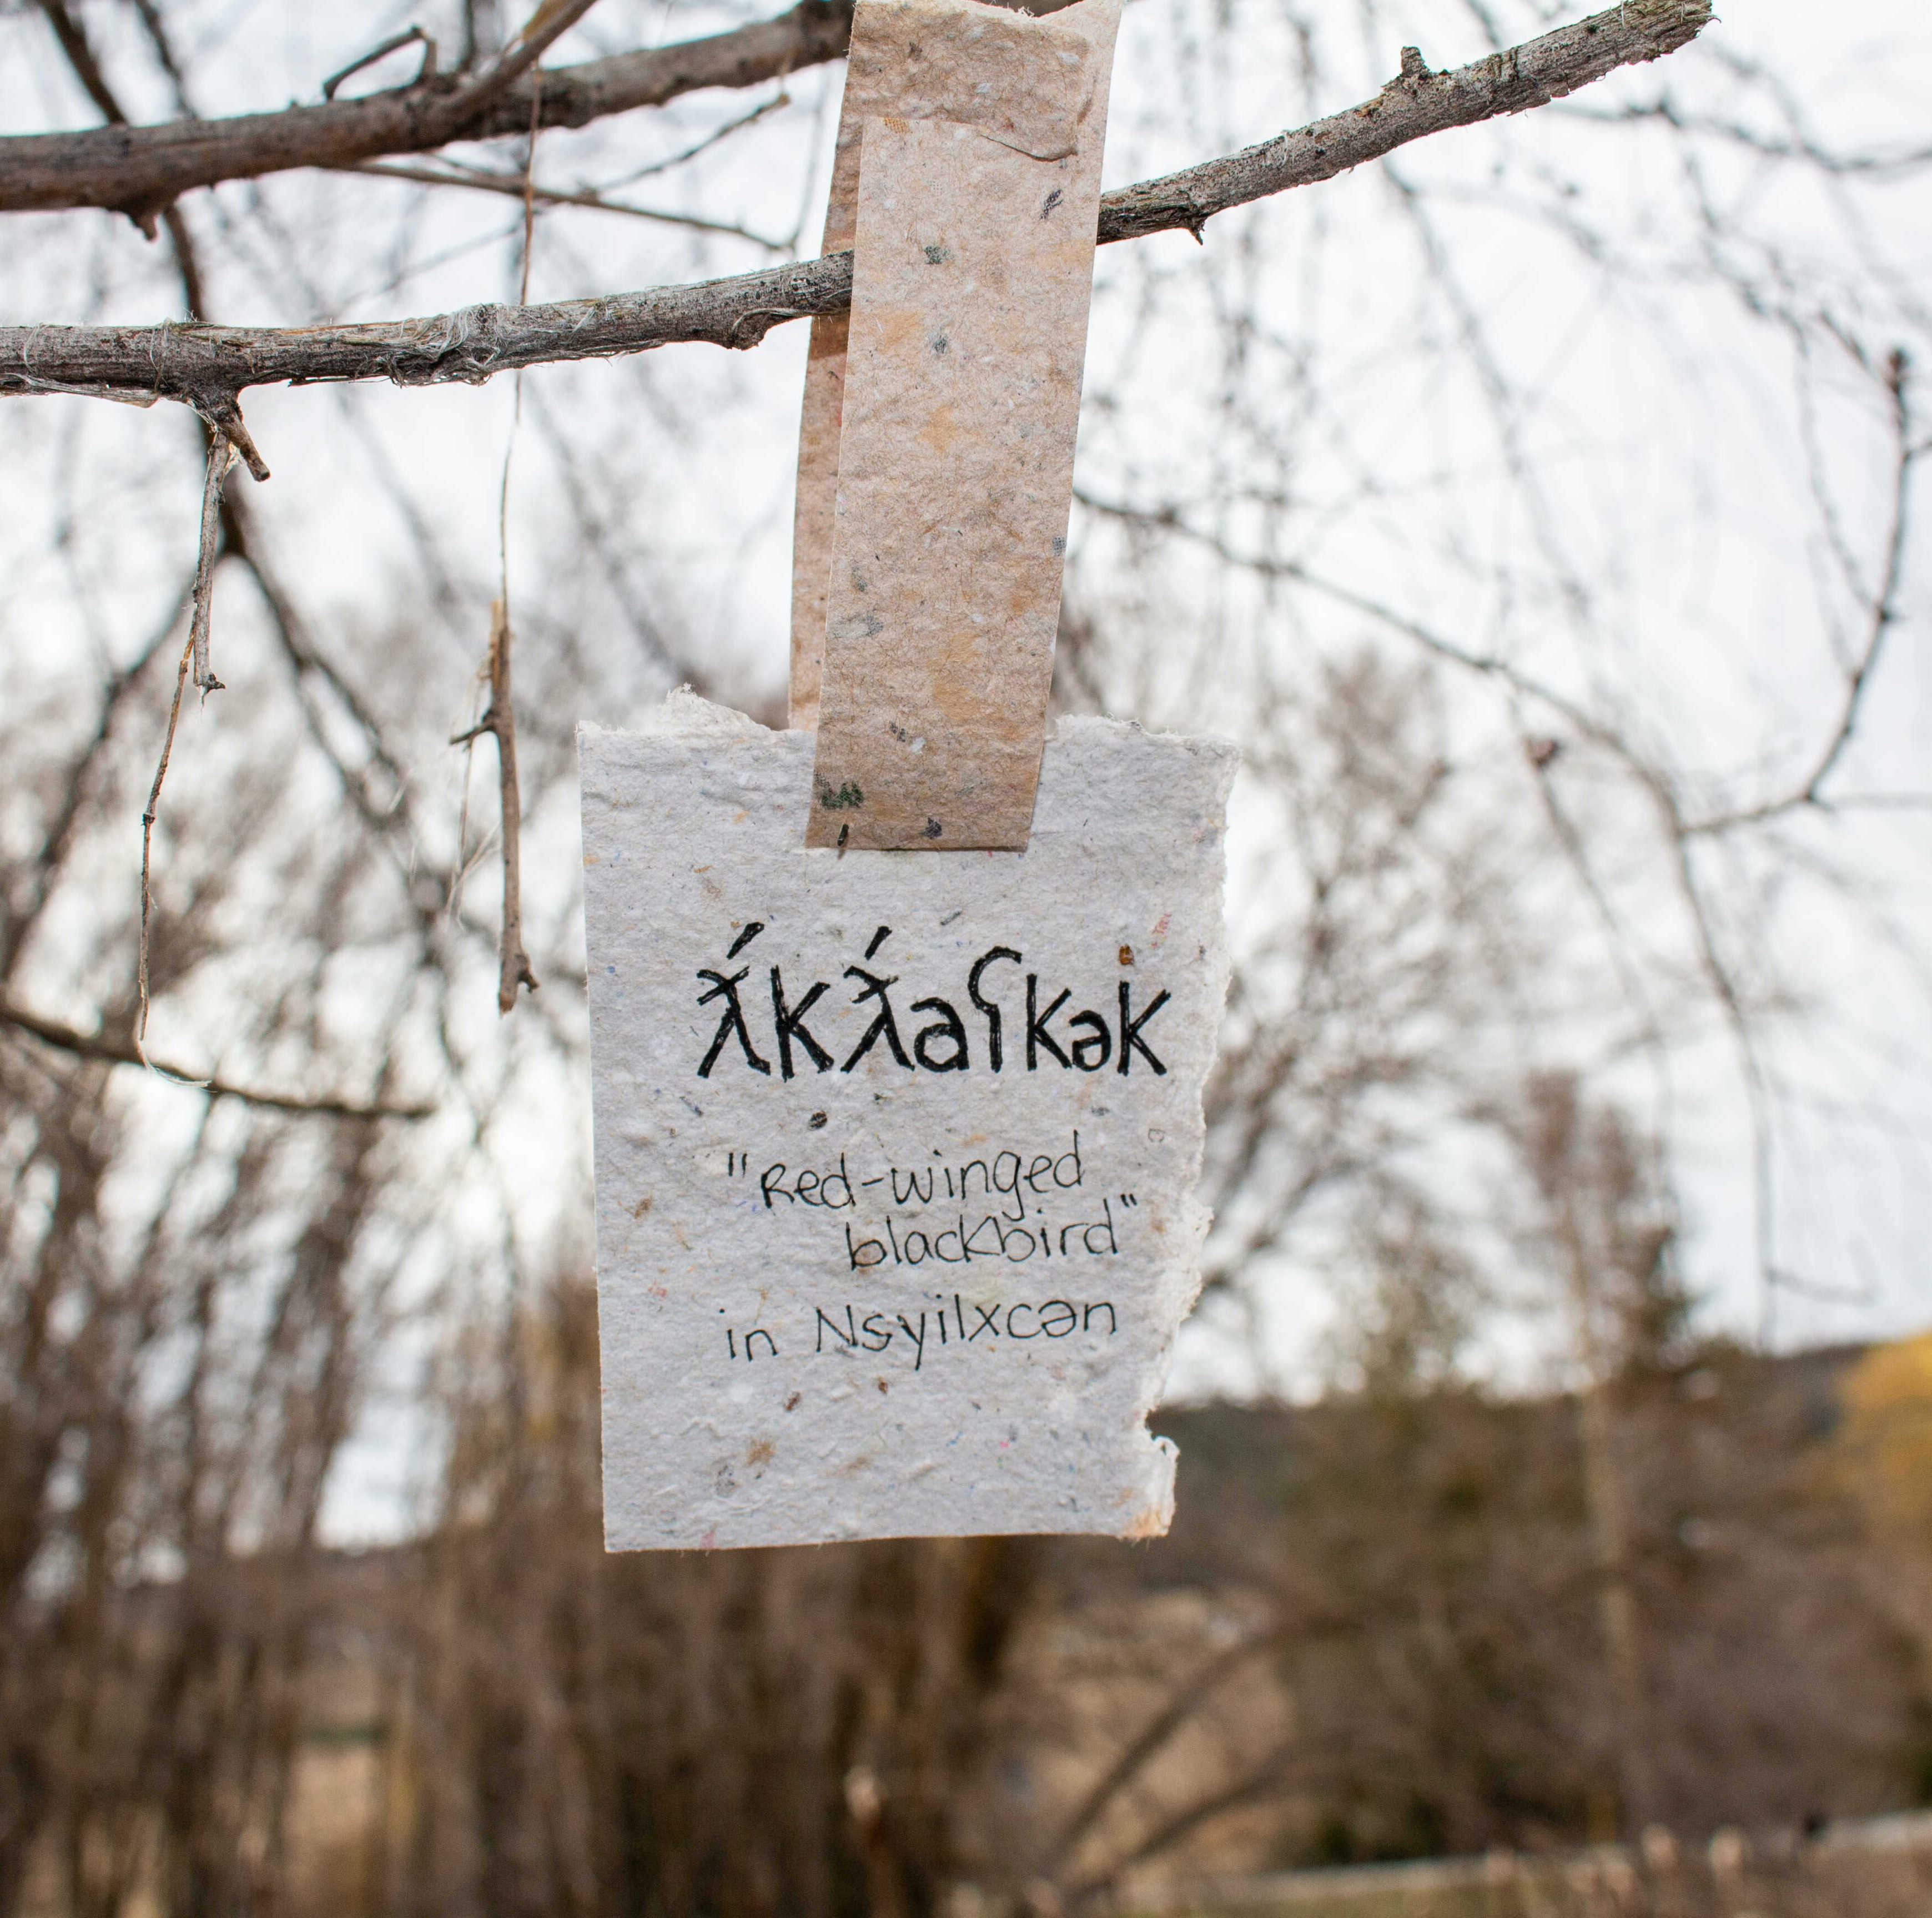 ƛ̓kƛ̓aʕkək
"Red-winged
blackbird"
in Nsyilxcən